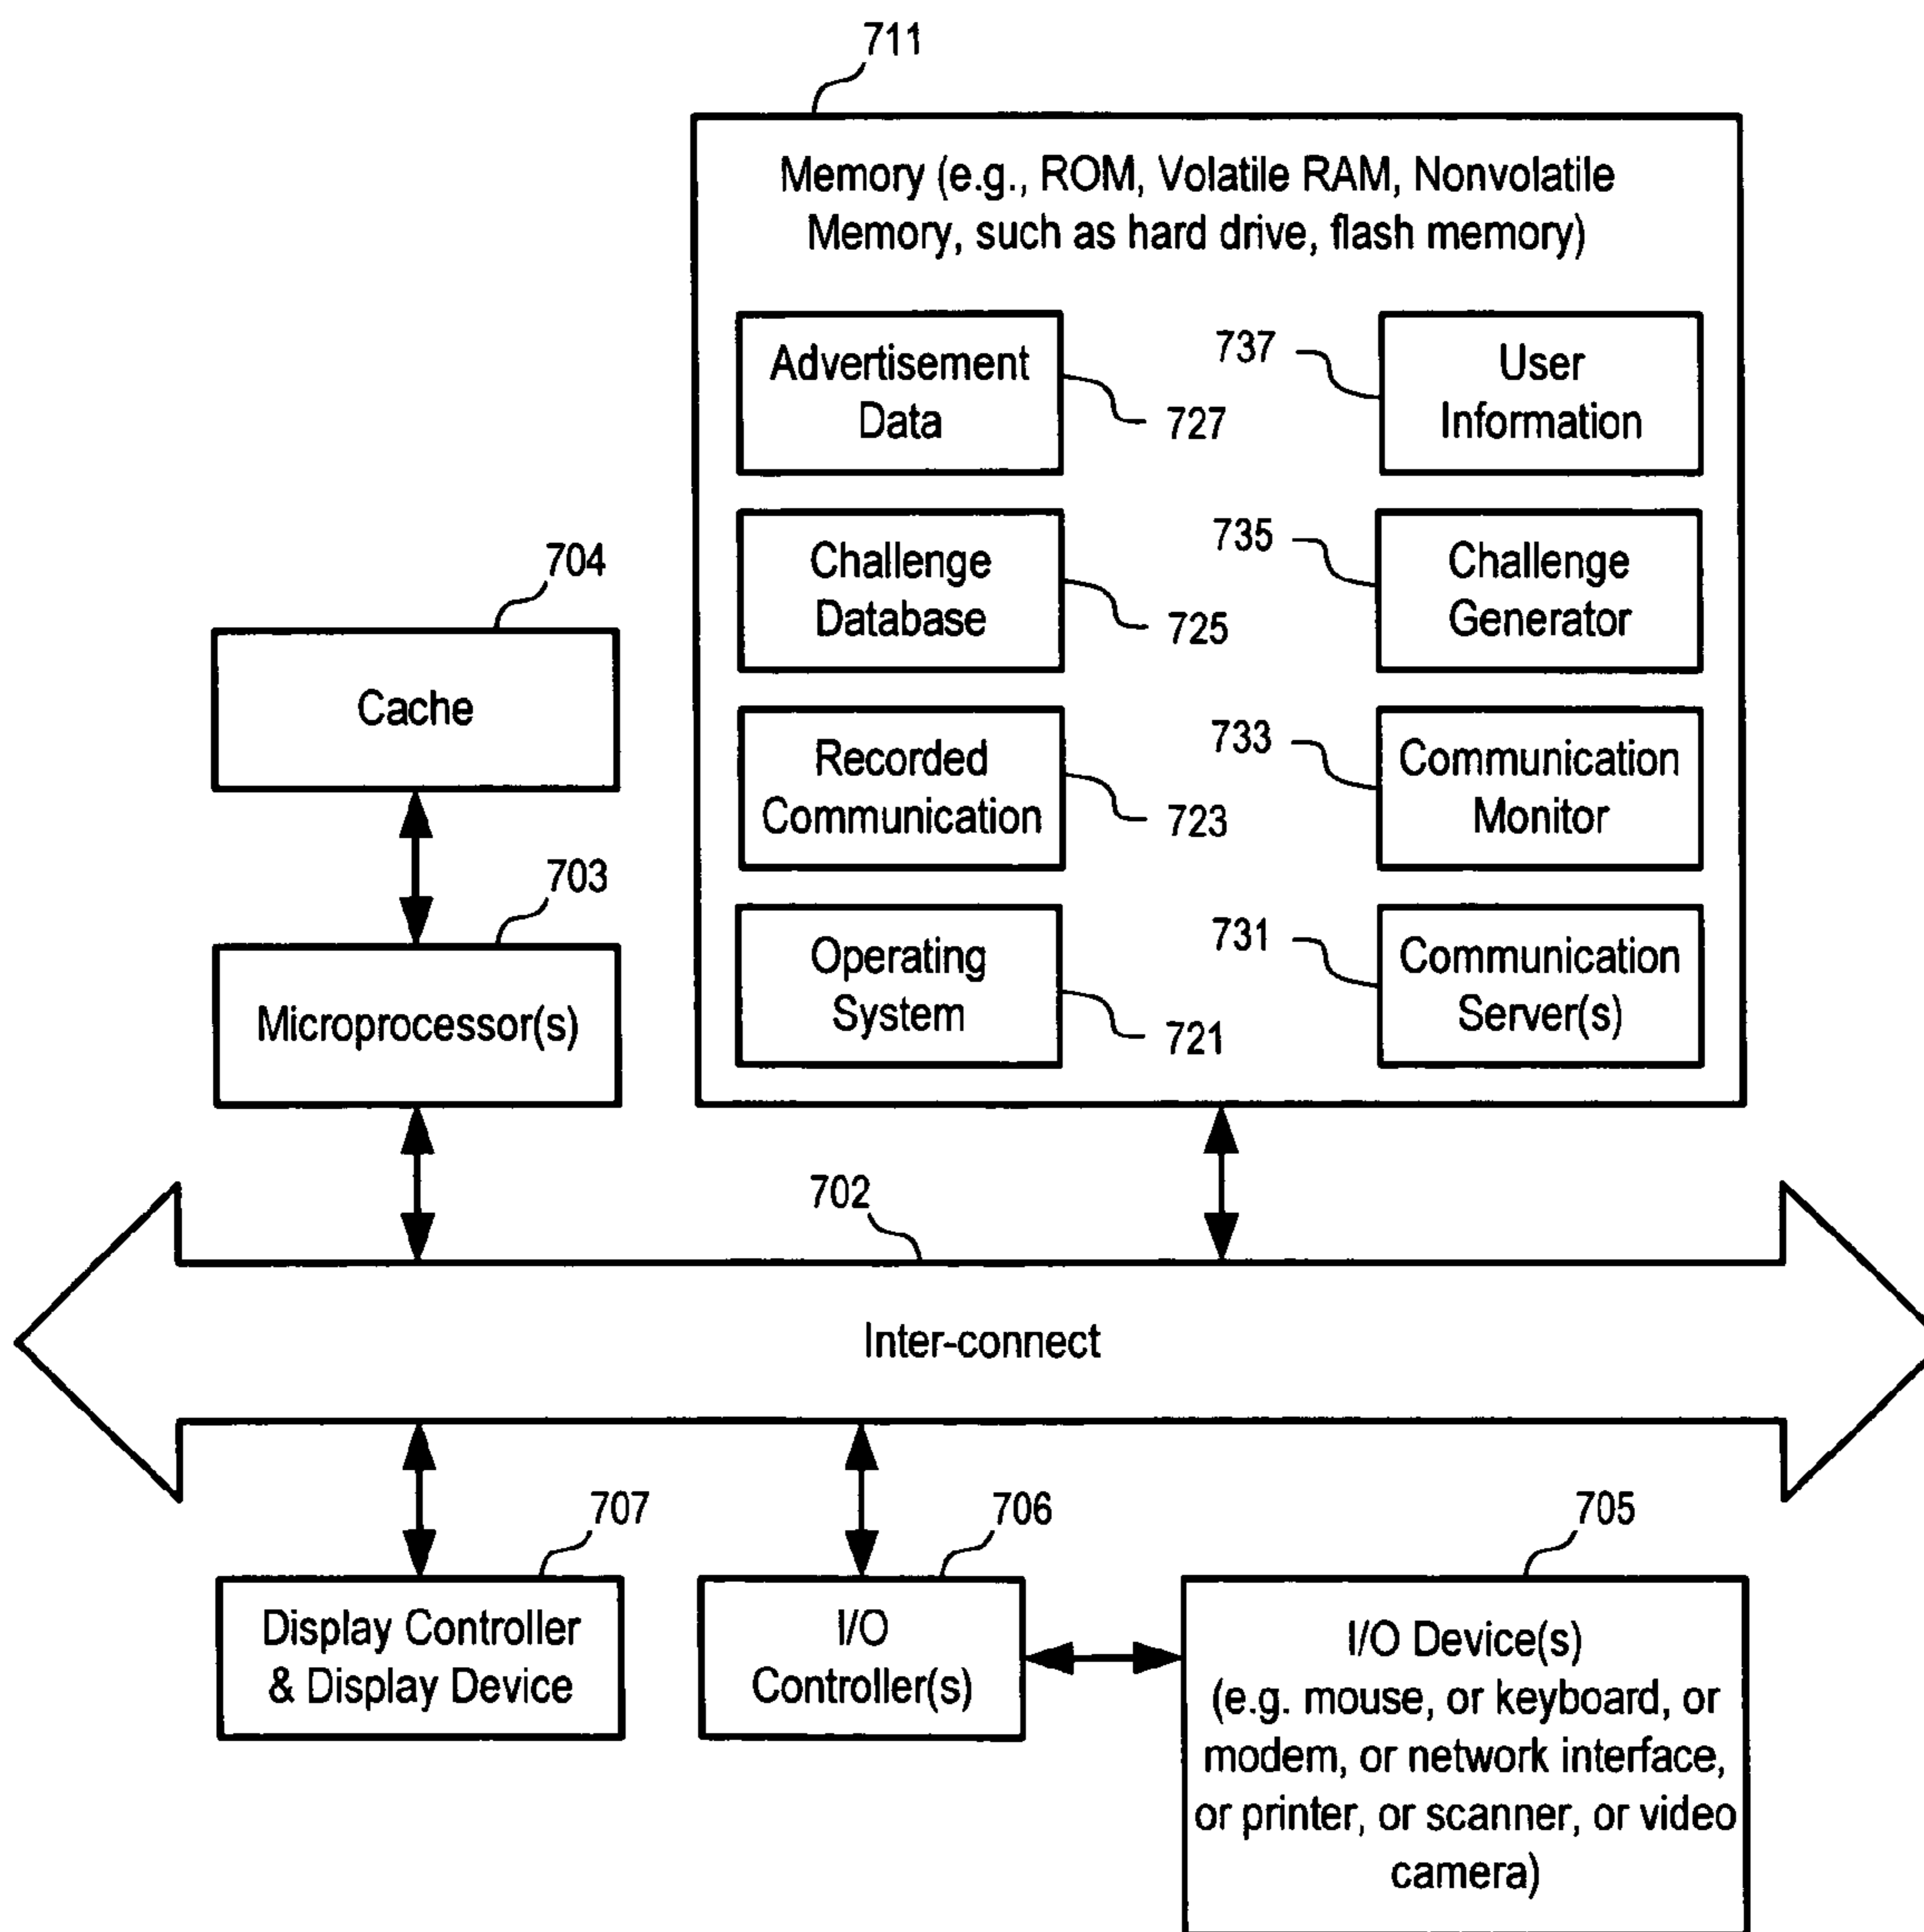 711
Memory (e.g., ROM, Volatile RAM, Nonvolatile
Memory, such as hard drive, flash memory)
Advertisement
Data
727
737
User
Information
Challenge
Database
725
735
Challenge
Generator
704
Cache
Recorded
Communication
723
733
Communication
Monitor
703
Microprocessor(s)
Operating
System
721
731
Communication
Server(s)
702
Inter-connect
707
Display Controller
& Display Device
706
I/O
Controller(s)
705
I/O Device(s)
(e.g. mouse, or keyboard, or
modem, or network interface,
or printer, or scanner, or video
camera)